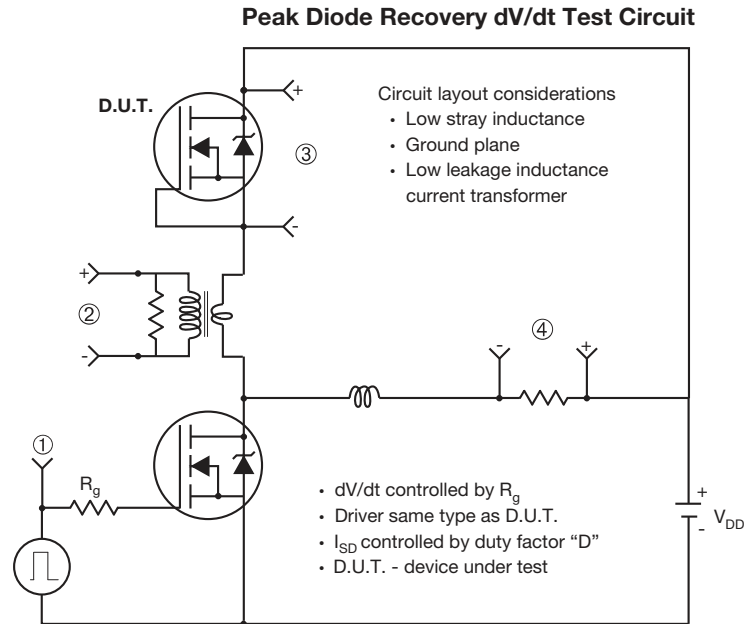 Peak Diode Recovery dV/dt Test Circuit
D.U.T.
+
Circuit layout considerations
• Low stray inductance
• Ground plane
• Low leakage inductance
current transformer
③
-
+
②
-
-
④
+
①
Rg
• dV/dt controlled by Rg
• Driver same type as D.U.T.
• ISD controlled by duty factor “D”
• D.U.T. - device under test
+
-
VDD